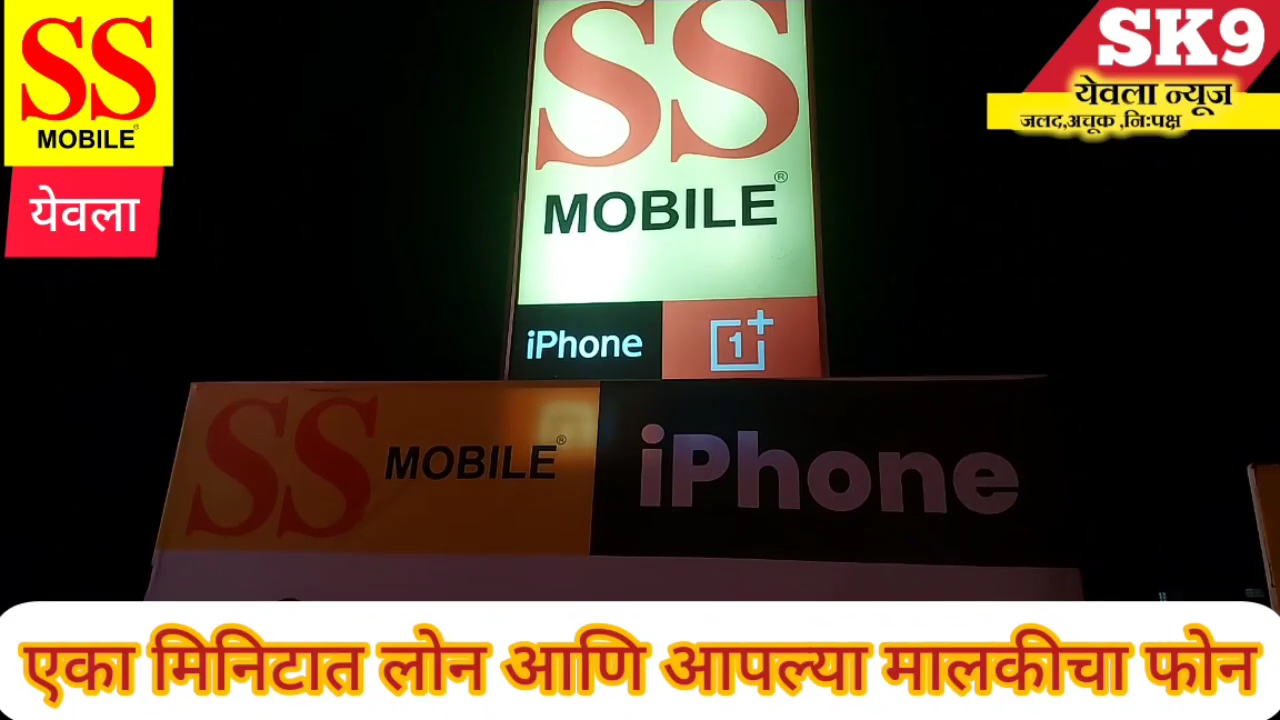 SS
MOBILE
येवला
SK9
येवला न्यूज
जलद,अचूक ,नि:पक्ष
SS
MOBILE®
iPhone
1+
SS MOBILE®
iPhone
एका मिनिटात लोन आणि आपल्या मालकीचा फोन